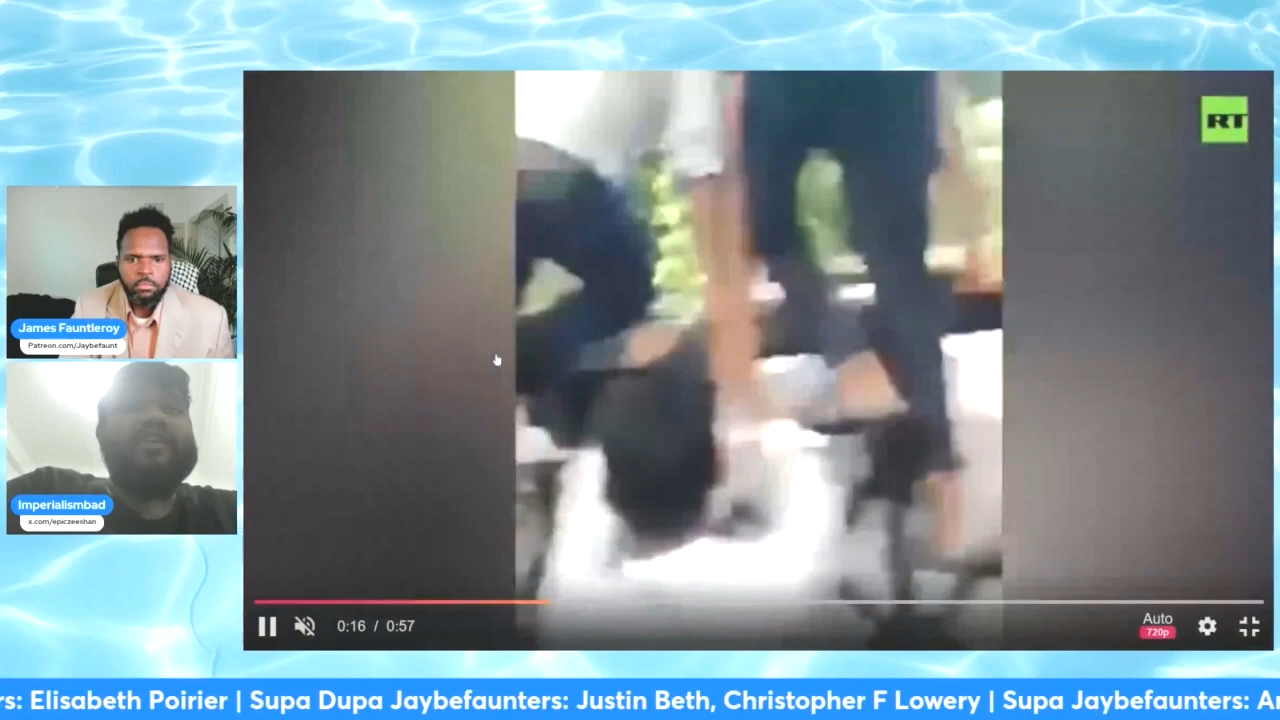 RT
James Fauntleroy
Patreon.com/Jaybefaunt
Imperialismbad
x.com/epiczeeshan
0:16 / 0:57
Auto
720p
rs: Elisabeth Poirier | Supa Dupa Jaybefaunters: Justin Beth, Christopher F Lowery | Supa Jaybefaunters: A